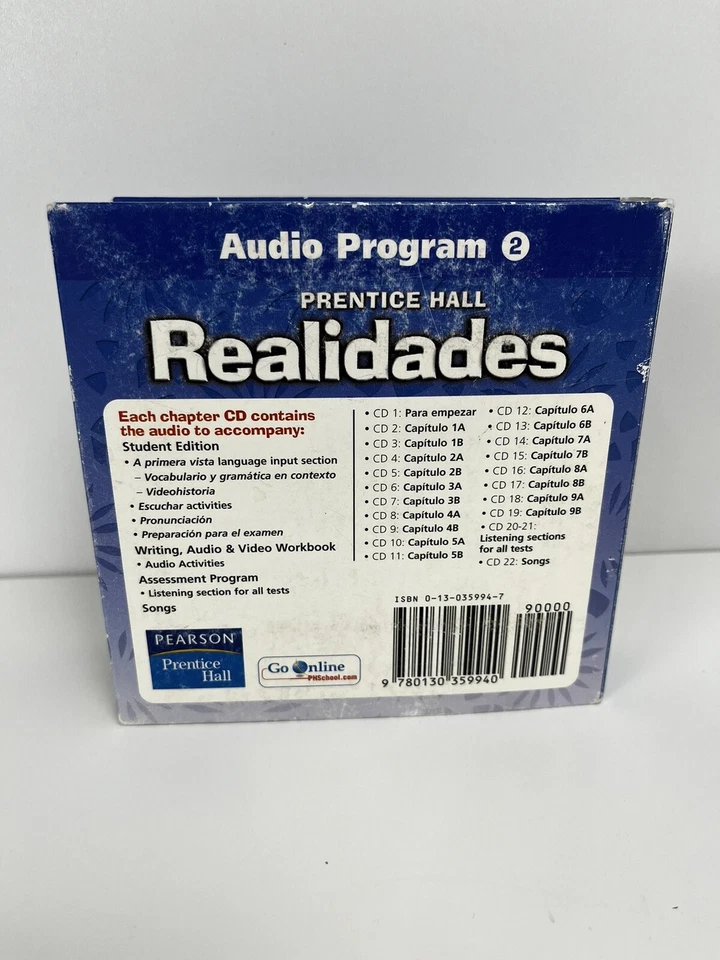 Audio Program 2
PRENTICE HALL
Realidades
Each chapter CD contains
the audio to accompany:
Student Edition
• A primera vista language input section
– Vocabulario y gramática en contexto
– Videohistoria
• Escuchar activities
• Pronunciación
• Preparación para el examen
Writing, Audio & Video Workbook
• Audio Activities
Assessment Program
• Listening section for all tests
Songs
• CD 1: Para empezar
• CD 2: Capítulo 1A
• CD 3: Capítulo 1B
• CD 4: Capítulo 2A
• CD 5: Capítulo 2B
• CD 6: Capítulo 3A
• CD 7: Capítulo 3B
• CD 8: Capítulo 4A
• CD 9: Capítulo 4B
• CD 10: Capítulo 5A
• CD 11: Capítulo 5B
• CD 12: Capítulo 6A
• CD 13: Capítulo 6B
• CD 14: Capítulo 7A
• CD 15: Capítulo 7B
• CD 16: Capítulo 8A
• CD 17: Capítulo 8B
• CD 18: Capítulo 9A
• CD 19: Capítulo 9B
• CD 20-21:
Listening sections
for all tests
• CD 22: Songs
PEARSON
Prentice
Hall
Go Online
PHSchool.com
ISBN 0-13-035994-7
90000
9 780130 359940